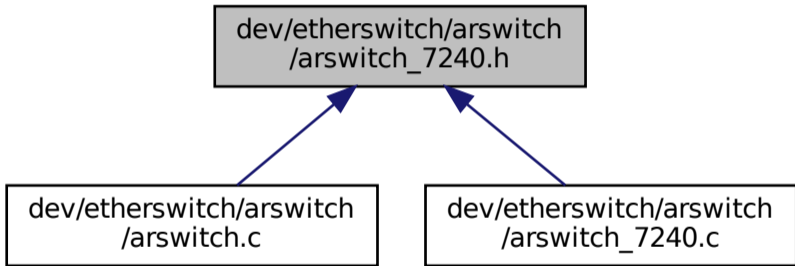 dev/etherswitch/arswitch
/arswitch_7240.h
dev/etherswitch/arswitch
/arswitch.c
dev/etherswitch/arswitch
/arswitch_7240.c